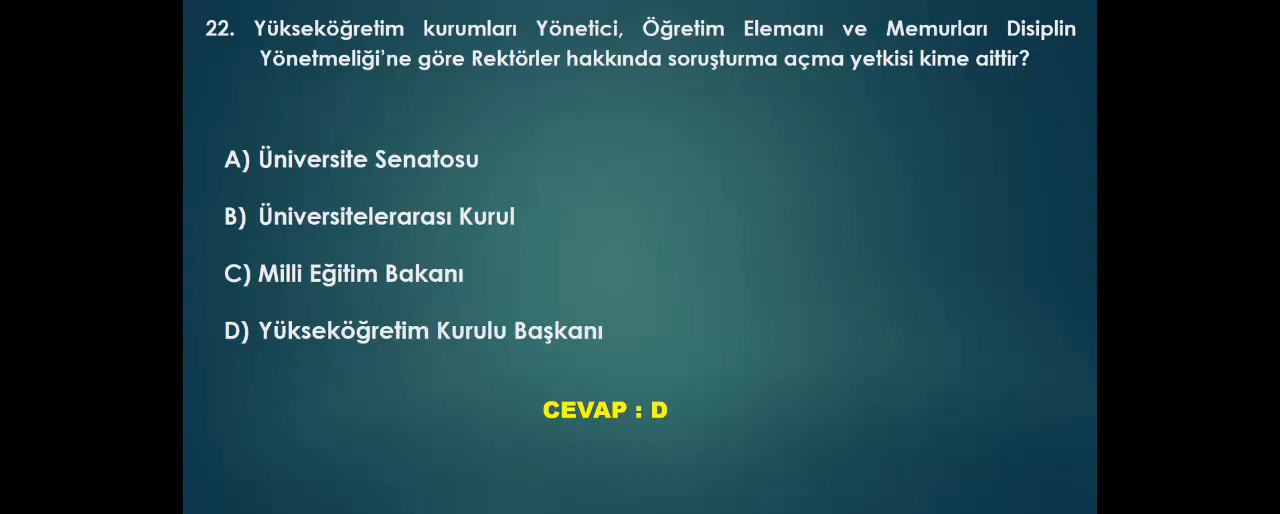 22. Yükseköğretim kurumları Yönetici, Öğretim Elemanı ve Memurları Disiplin
Yönetmeliği'ne göre Rektörler hakkında soruşturma açma yetkisi kime aittir?
A) Üniversite Senatosu
B) Üniversitelerarası Kurul
C) Milli Eğitim Bakanı
D) Yükseköğretim Kurulu Başkanı
CEVAP : D